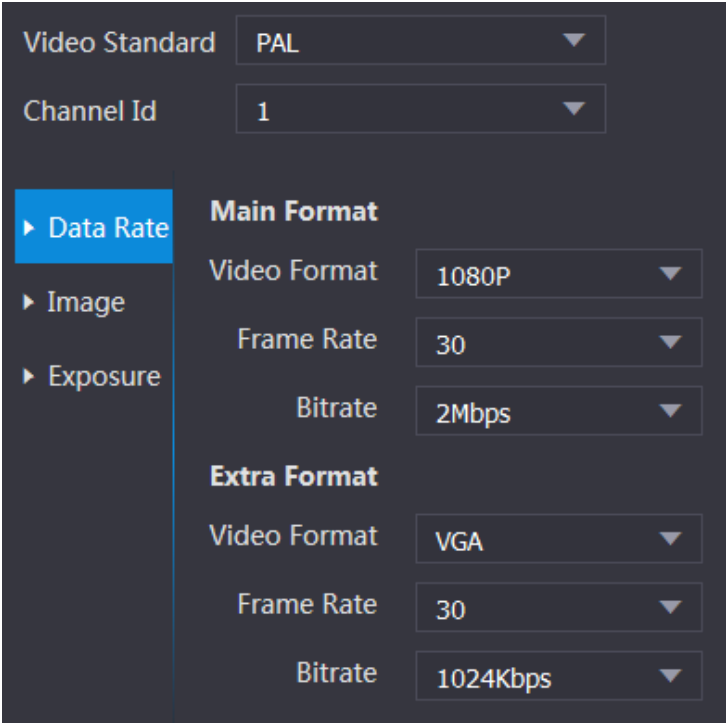 Video Standard PAL
Channel Id 1
Data Rate
Image
Exposure
Main Format
Video Format 1080P
Frame Rate 30
Bitrate 2Mbps
Extra Format
Video Format VGA
Frame Rate 30
Bitrate 1024Kbps